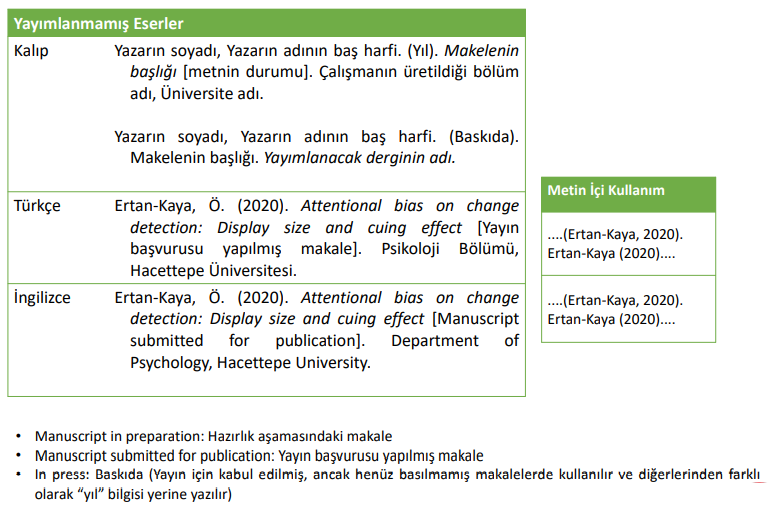 Yayımlanmamış Eserler
Kalıp
Yazarın soyadı, Yazarın adının baş harfi. (Yıl). Makelenin
başlığı [metnin durumu]. Çalışmanın üretildiği bölüm
adı, Üniversite adı.
Yazarın soyadı, Yazarın adının baş harfi. (Baskıda).
Makelenin başlığı. Yayımlanacak derginin adı.
Türkçe
Ertan-Kaya, Ö. (2020). Attentional bias on change
detection: Display size and cuing effect [Yayın
başvurusu yapılmış makale]. Psikoloji Bölümü,
Hacettepe Üniversitesi.
İngilizce
Ertan-Kaya, Ö. (2020). Attentional bias on change
detection: Display size and cuing effect [Manuscript
submitted for publication]. Department of
Psychology, Hacettepe University.
Metin İçi Kullanım
....(Ertan-Kaya, 2020).
Ertan-Kaya (2020)....
....(Ertan-Kaya, 2020).
Ertan-Kaya (2020)....
• Manuscript in preparation: Hazırlık aşamasındaki makale
• Manuscript submitted for publication: Yayın başvurusu yapılmış makale
• In press: Baskıda (Yayın için kabul edilmiş, ancak henüz basılmamış makalelerde kullanılır ve diğerlerinden farklı
olarak “yıl” bilgisi yerine yazılır)